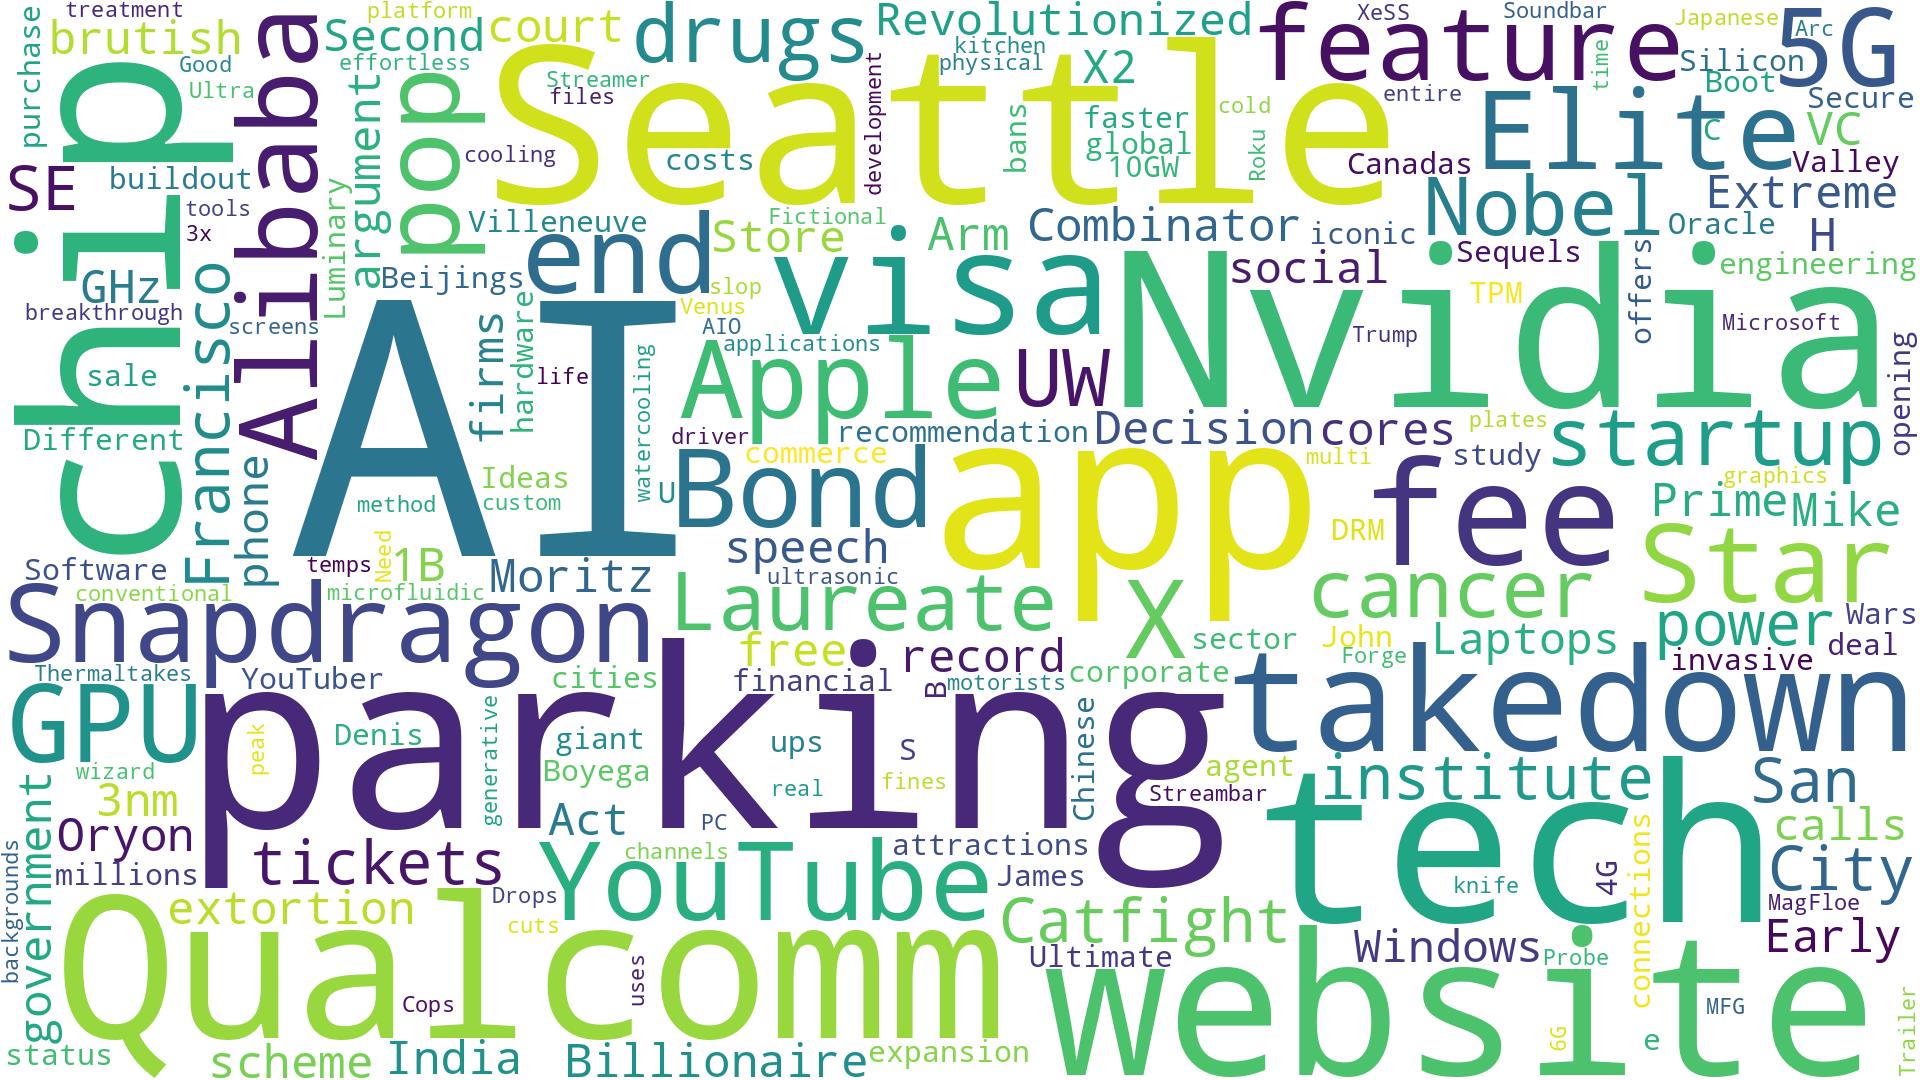 treatment
platform
Revolutionized
XeSS
Soundbar
Japanese
Arc
5G
purchase
brutish
Alibaba
Second
court
drugs
feature
kitchen
physical
X2
time
Silicon
Boot
Good
Ultra
effortless
Streamer
files
Seattle
development
chip
argument
pop
bans
faster
global
10GW
cold
Roku
entire
Elite
C
Secure
VC
Valley
cooling
costs
Canadas
SE
buildout
tools
3x
Luminary
Villeneuve
Fictional
Store
Arm
Combinator
iconic
Nobel
Extreme
Oracle
H
end
visa
Nvidia
social
Sequels
offers
engineering
GHz
Francisco
Beijings
slop
Venus
TPM
breakthrough
screens
AI
firms
hardware
AIO
applications
Trump
Microsoft
opening
sale
life
watercooling
Apple
UW
Different
phone
driver
recommendation
Decision
cores
plates
startup
commerce
Bond
app
multi
study
Ideas
custom
U
method
graphics
fee
Prime
Mike
DRM
speech
Star
Software
temps
Need
1B
Moritz
ultrasonic
conventional
microfluidic
Snapdragon
Laureate
X
cancer
power
Wars
deal
free
record
sector
John
Laptops
Forge
invasive
Thermaltakes
YouTuber
cities
financial
B
motorists
corporate
takedown
GPU
parking
peak
Denis
generative
giant
ups
S
Chinese
agent
institute
San
wizard
Boyega
real
fines
Streambar
tech
3nm
government
Act
PC
calls
Oryon
tickets
YouTube
channels
attractions
City
millions
James
knife
4G
connections
backgrounds
extortion
Drops
cuts
Catfight
MagFloe
Early
Qualcomm
Ultimate
Windows
Probe
Website
uses
Cops
MFG
Trailer
status
scheme
India
Billionaire
expansion
6G
e